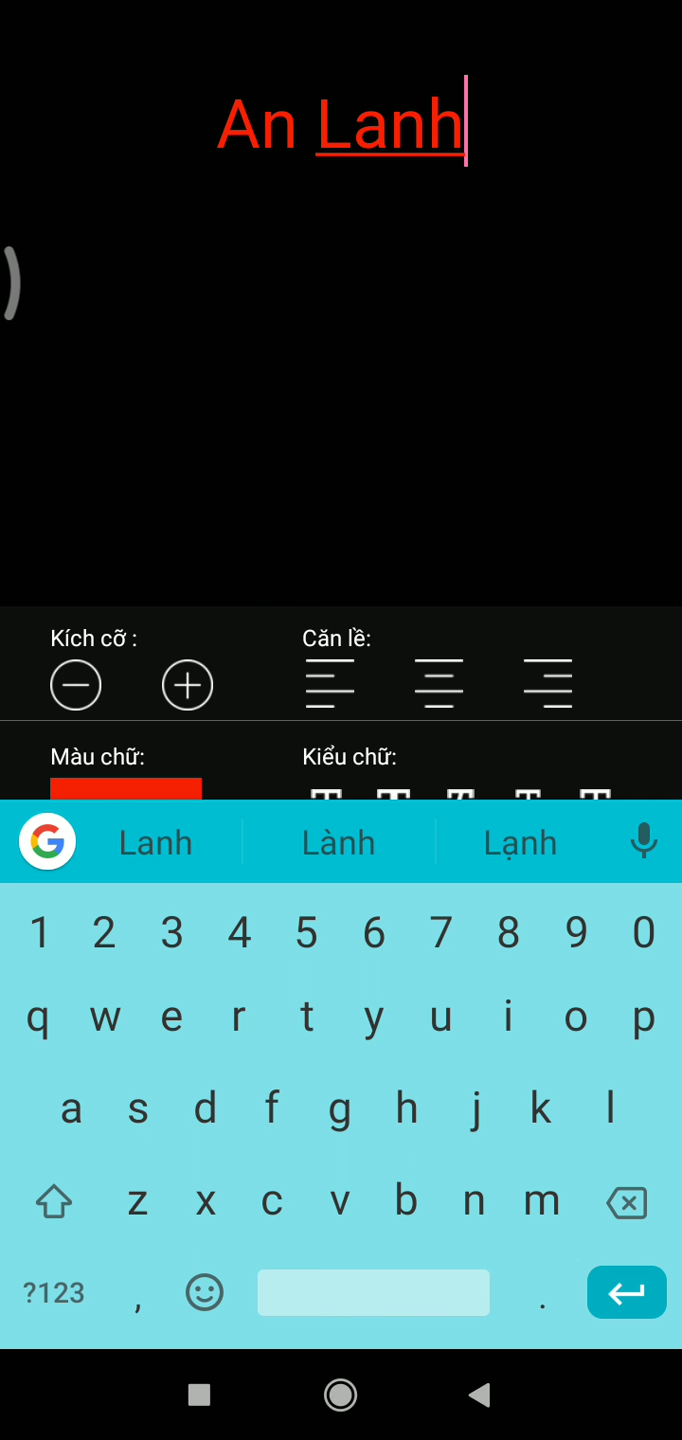 An Lanh
Kích cỡ :
Căn lề:
Màu chữ:
Kiểu chữ:
Lanh Lành Lạnh
1 2 3 4 5 6 7 8 9 0
q w e r t y u i o p
a s d f g h j k l
z x c v b n m
?123 , .